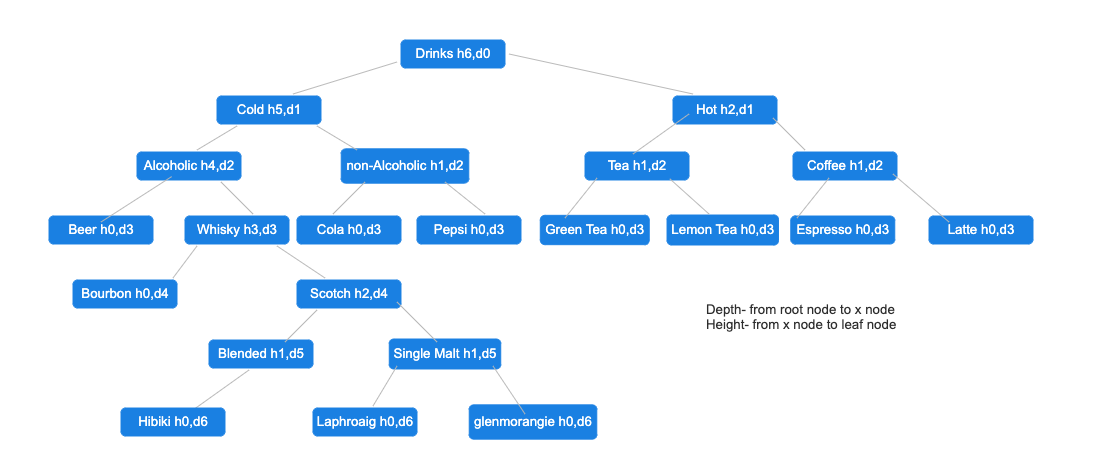 Drinks h6,d0
Cold h5,d1
Hot h2,d1
Alcoholic h4,d2
non-Alcoholic h1,d2
Tea h1,d2
Coffee h1,d2
Beer h0,d3
Whisky h3,d3
Cola h0,d3
Pepsi h0,d3
Green Tea h0,d3
Lemon Tea h0,d3
Espresso h0,d3
Latte h0,d3
Bourbon h0,d4
Scotch h2,d4
Depth- from root node to x node
Height- from x node to leaf node
Blended h1,d5
Single Malt h1,d5
Hibiki h0,d6
Laphroaig h0,d6
glenmorangie h0,d6